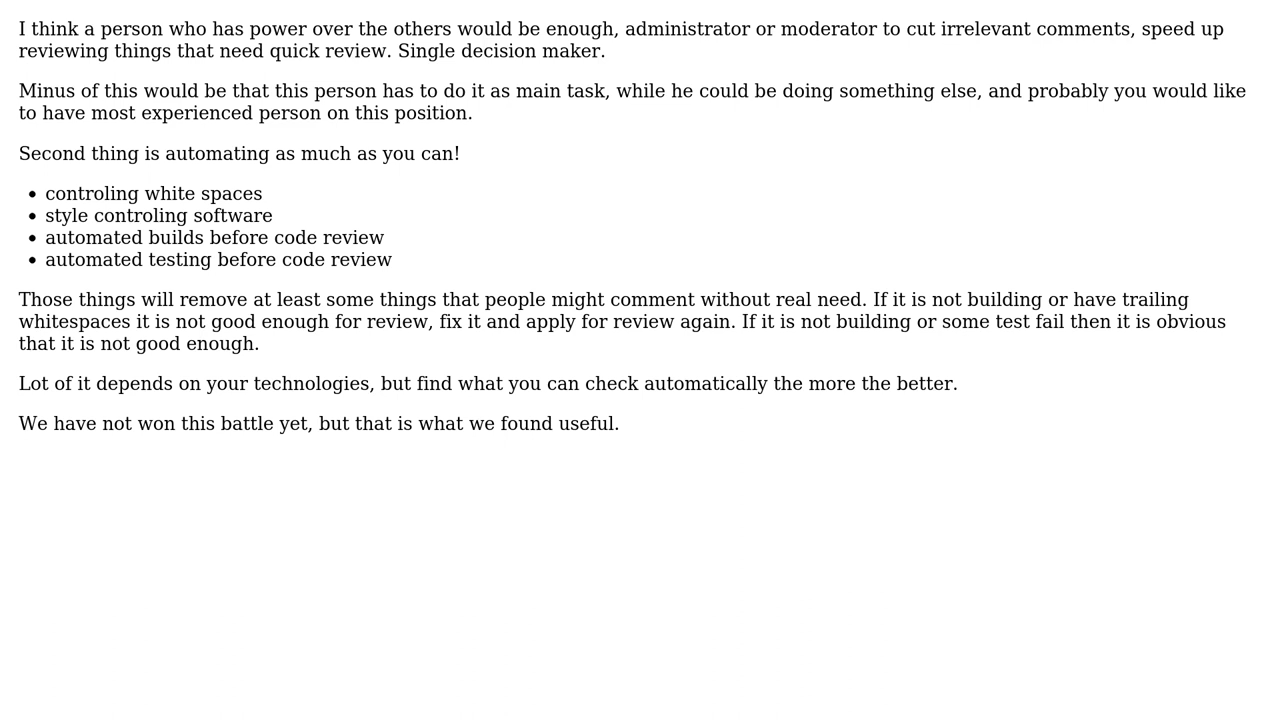 I think a person who has power over the others would be enough, administrator or moderator to cut irrelevant comments, speed up
reviewing things that need quick review. Single decision maker.
Minus of this would be that this person has to do it as main task, while he could be doing something else, and probably you would like
to have most experienced person on this position.
Second thing is automating as much as you can!
• controling white spaces
• style controling software
• automated builds before code review
• automated testing before code review
Those things will remove at least some things that people might comment without real need. If it is not building or have trailing
whitespaces it is not good enough for review, fix it and apply for review again. If it is not building or some test fail then it is obvious
that it is not good enough.
Lot of it depends on your technologies, but find what you can check automatically the more the better.
We have not won this battle yet, but that is what we found useful.